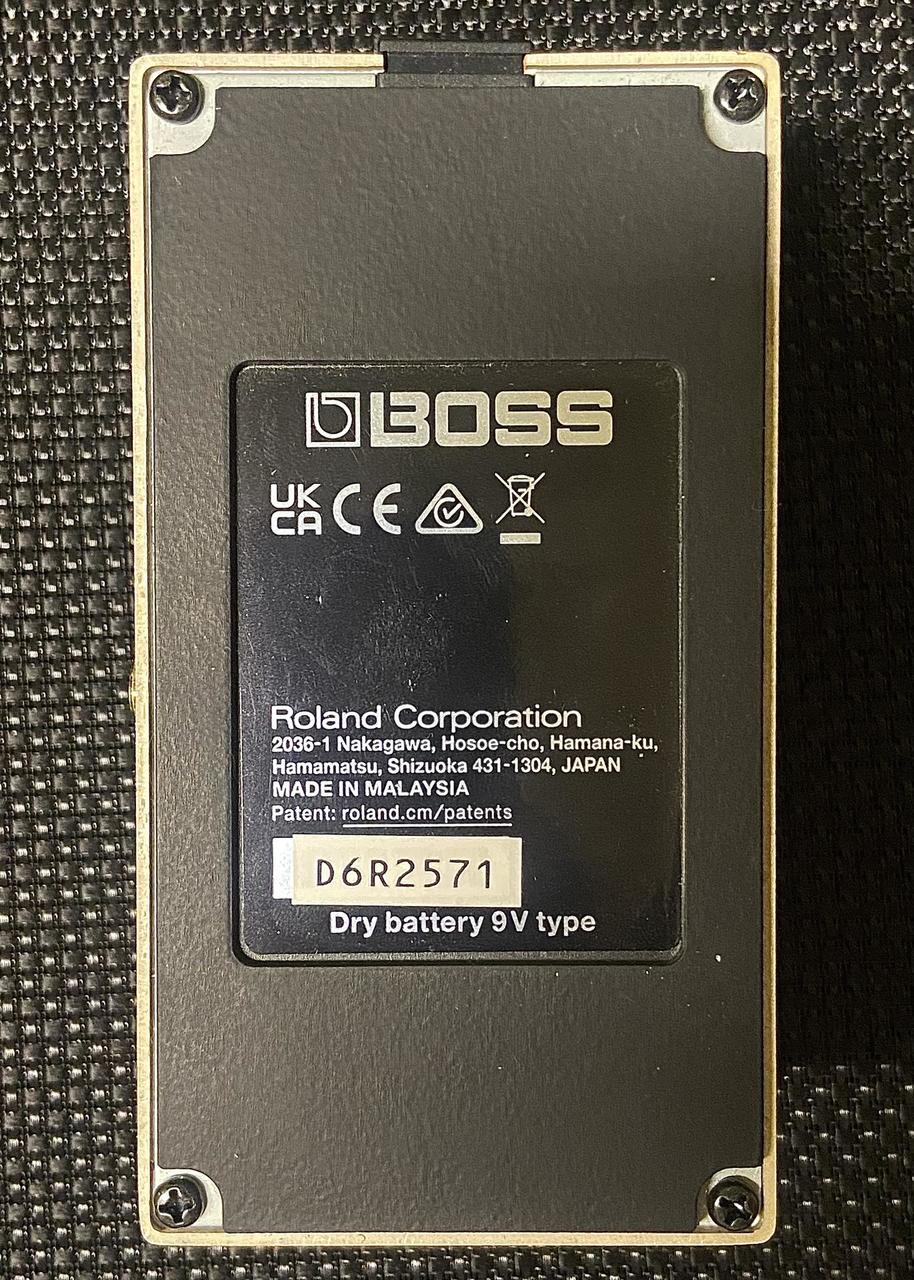 BOSS
UK
CA CE
Roland Corporation
2036-1 Nakagawa, Hosoe-cho, Hamana-ku,
Hamamatsu, Shizuoka 431-1304, JAPAN
MADE IN MALAYSIA
Patent: roland.cm/patents
D6R2571
Dry battery 9V type